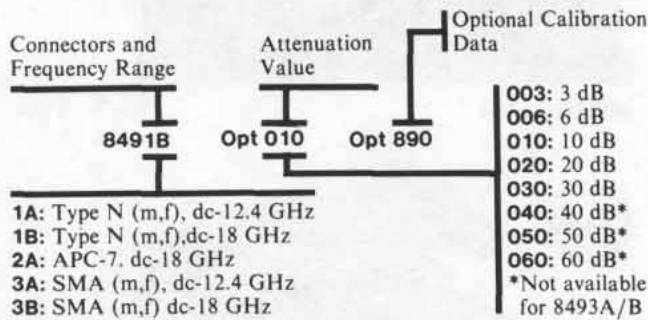 Connectors and
Frequency Range
Attenuation
Value
Optional Calibration
Data
8491B
Opt 010
Opt 890
1A: Type N (m,f), dc-12.4 GHz
1B: Type N (m,f),dc-18 GHz
2A: APC-7. dc-18 GHz
3A: SMA (m,f), dc-12.4 GHz
3B: SMA (m,f) dc-18 GHz
003: 3 dB
006: 6 dB
010: 10 dB
020: 20 dB
030: 30 dB
040: 40 dB*
050: 50 dB*
060: 60 dB*
*Not available
for 8493A/B